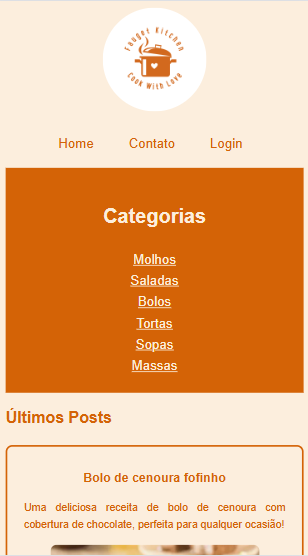 Fauget Kitchen
Cook With Love
Home Contato Login
Categorias
Molhos
Saladas
Bolos
Tortas
Sopas
Massas
Últimos Posts
Bolo de cenoura fofinho
Uma deliciosa receita de bolo de cenoura com
cobertura de chocolate, perfeita para qualquer ocasião!